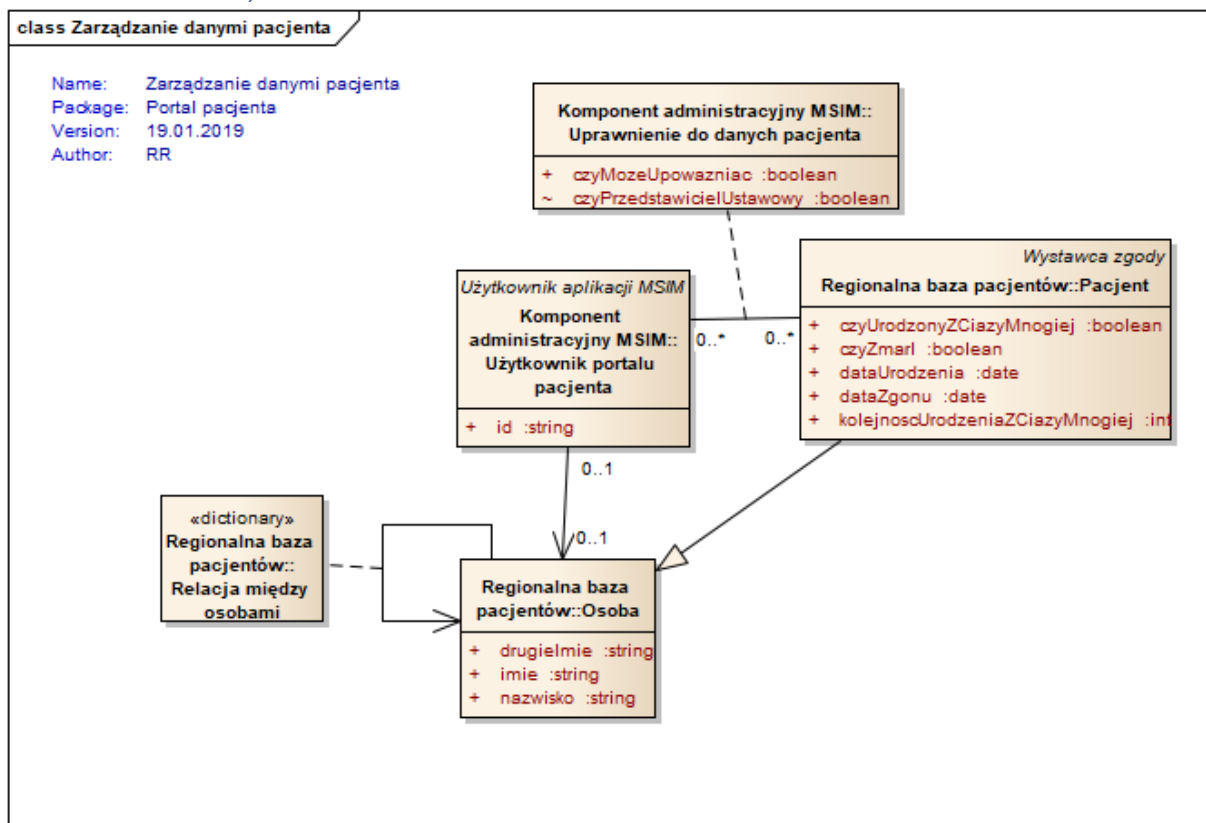 class Zarządzanie danymi pacjenta
Name: Zarządzanie danymi pacjenta
Package: Portal pacjenta
Version: 19.01.2019
Author: RR
Komponent administracyjny MSIM::
Uprawnienie do danych pacjenta
+ czyMozeUpowazniac :boolean
~ czyPrzedstawicielUstawowy :boolean
Wystawca zgody
Regionalna baza pacjentów::Pacjent
+ czyUrodzonyZCiazyMnogiej :boolean
+ czyZmarl :boolean
+ dataUrodzenia :date
+ dataZgonu :date
+ kolejnoscUrodzeniaZCiazyMnogiej :int
Użytkownik aplikacji MSIM
Komponent
administracyjny MSIM::
Użytkownik portalu
pacjenta
+ id :string
0..* 0..*
0..1
0..1
«dictionary»
Regionalna baza
pacjentów::
Relacja między
osobami
Regionalna baza
pacjentów::Osoba
+ drugieImie :string
+ imie :string
+ nazwisko :string